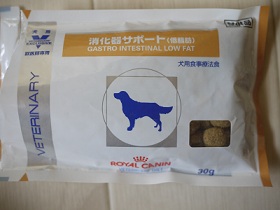 消化器サポート(低脂肪)
GASTRO INTESTINAL LOW FAT
犬用食事療法食
VETERINARY
ROYAL CANIN